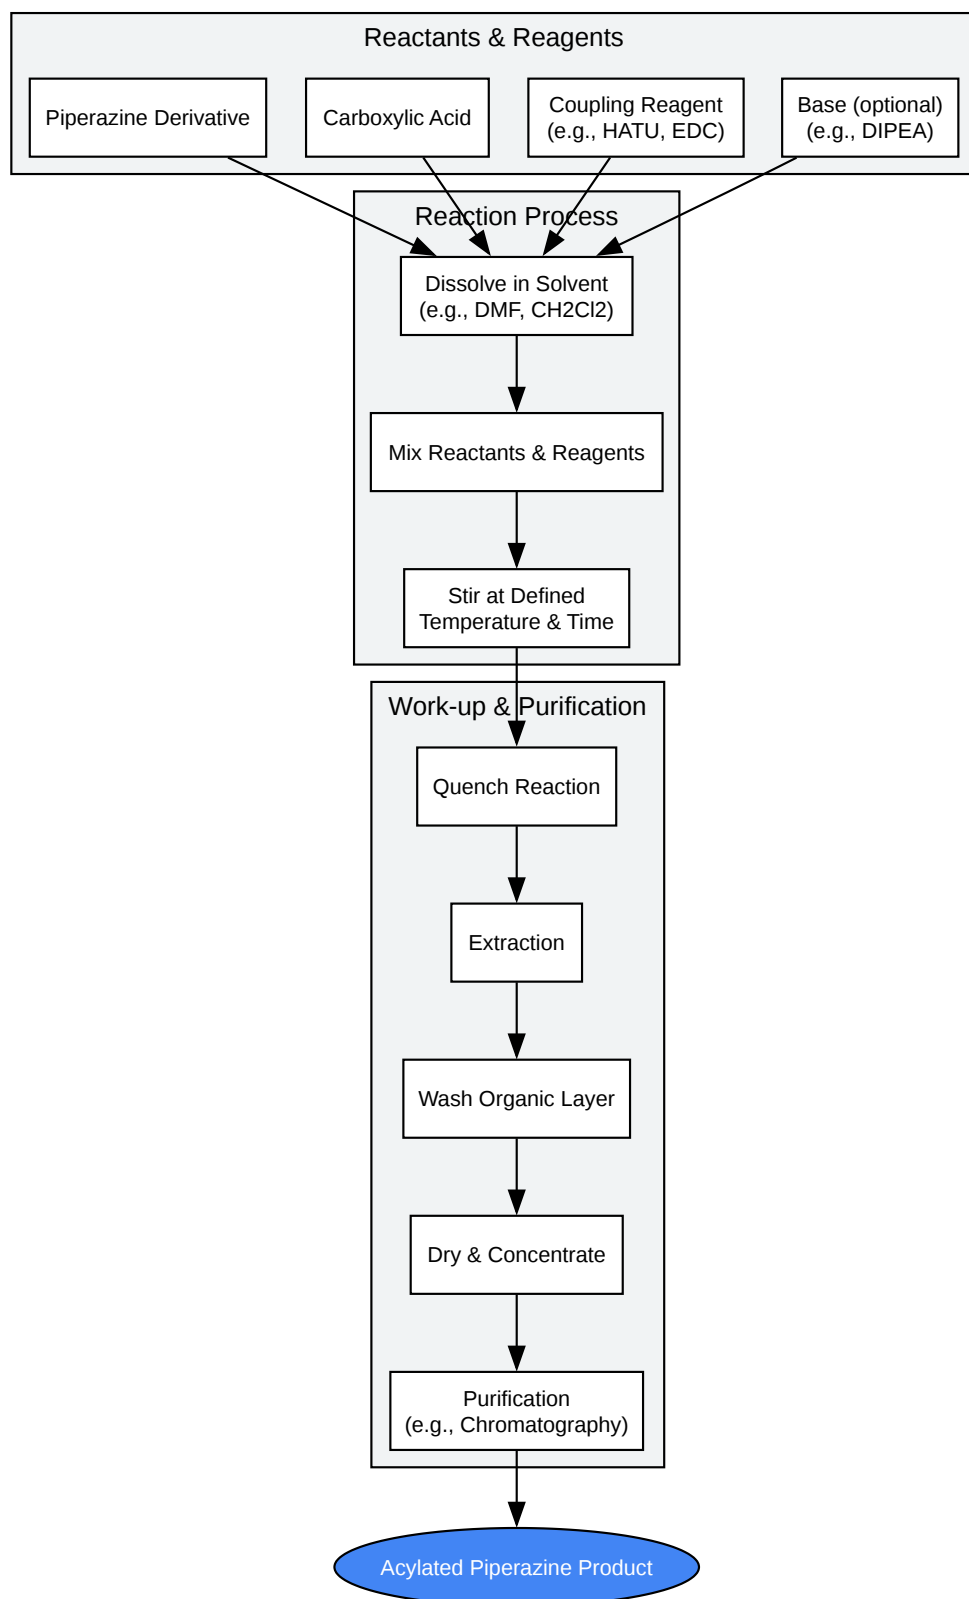 Reactants & Reagents
Piperazine Derivative
Carboxylic Acid
Coupling Reagent
(e.g., HATU, EDC)
Base (optional)
(e.g., DIPEA)
Reaction Process
Dissolve in Solvent
(e.g., DMF, CH2Cl2)
Mix Reactants & Reagents
Stir at Defined
Temperature & Time
Work-up & Purification
Quench Reaction
Extraction
Wash Organic Layer
Dry & Concentrate
Purification
(e.g., Chromatography)
Acylated Piperazine Product